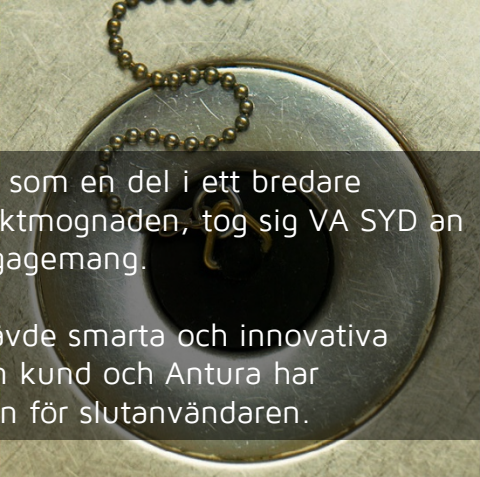 som en del i ett bredare
ktmognaden, tog sig VA SYD an
gagemang.
ävde smarta och innovativa
n kund och Antura har
n för slutanvändaren.